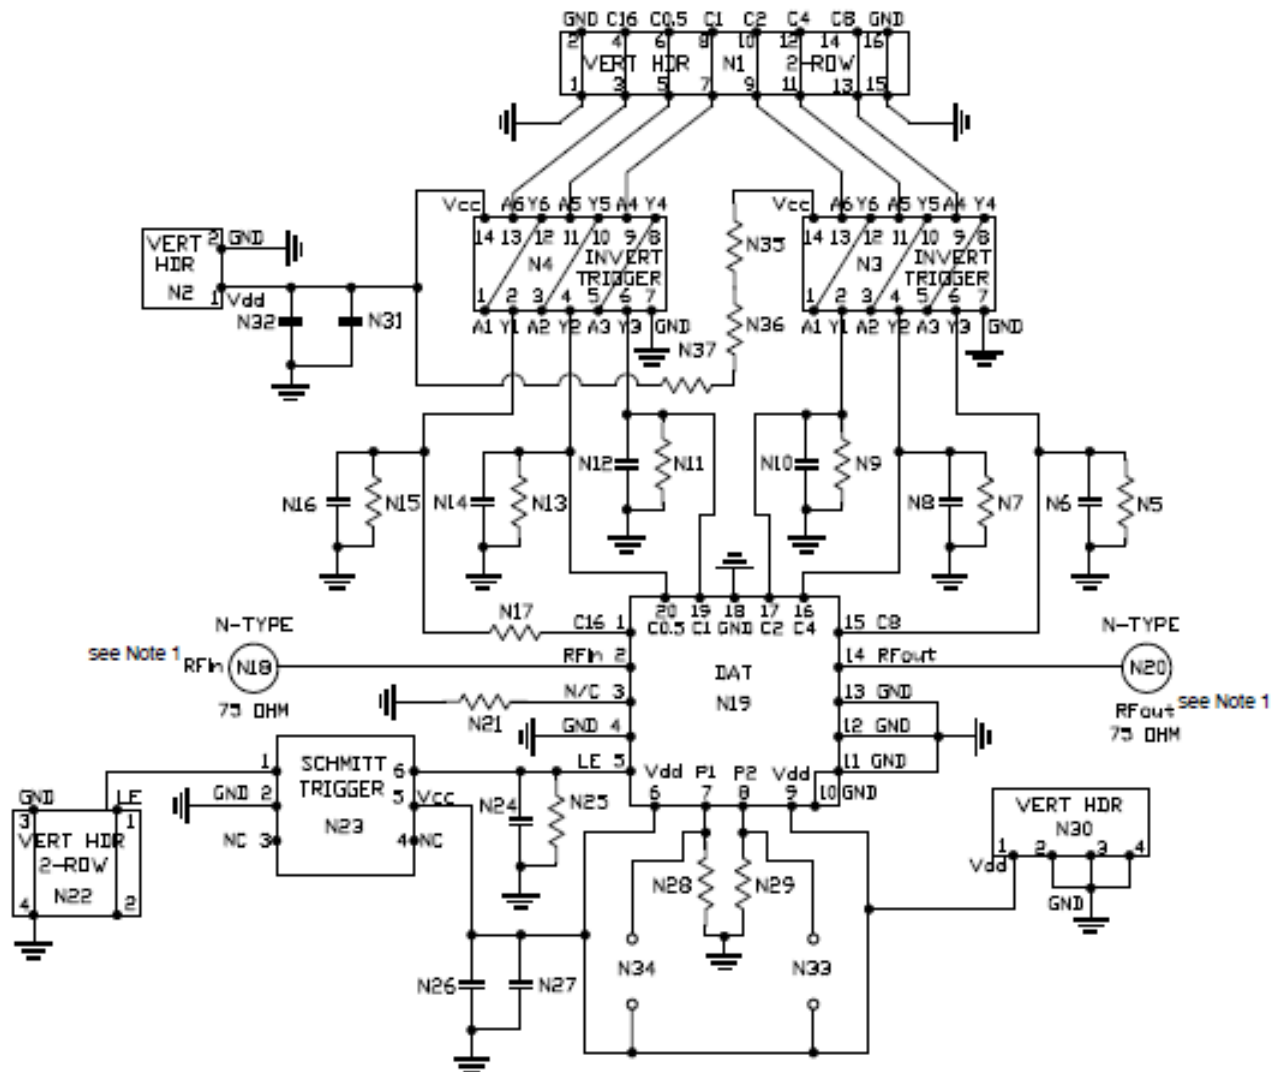 GND C16 C0.5 C1 C2 C4 C8 GND
2 4 6 8 10 12 14 16
VERT HDR N1 2-ROW
1 3 5 7 9 11 13 15
Vcc A6 Y6 A5 Y5 A4 Y4
14 13 12 11 10 9 8
N4 INVERT TRIGGER
1 2 3 4 5 6 7
A1 Y1 A2 Y2 A3 Y3 GND
Vcc A6 Y6 A5 Y5 A4 Y4
14 13 12 11 10 9 8
N3 INVERT TRIGGER
1 2 3 4 5 6 7
A1 Y1 A2 Y2 A3 Y3 GND
VERT HDR N2
2 GND
1 Vdd
N32 N31
N35
N36
N37
N16 N15 N14 N13 N12 N11 N10 N9 N8 N7 N6 N5
20 19 18 17 16
C0.5 C1 GND C2 C4
N17 C16 1
15 C8
N-TYPE
see Note 1 RFin N18
75 OHM
RFin 2
14 RFout
N-TYPE
N20 see Note 1
RFout
75 OHM
DAT
N19
N21 N/C 3
13 GND
GND 4
12 GND
LE 5
11 GND
Vdd P1 P2 Vdd
6 7 8 9 10 GND
SCHMITT
TRIGGER
N23
1 6
GND 2 5 Vcc
NC 3 4 NC
N24 N25
GND LE
3 1
VERT HDR
2-ROW
N22
4 2
N26 N27
N28 N29
N34 N33
VERT HDR
N30
1 2 3 4
Vdd
GND